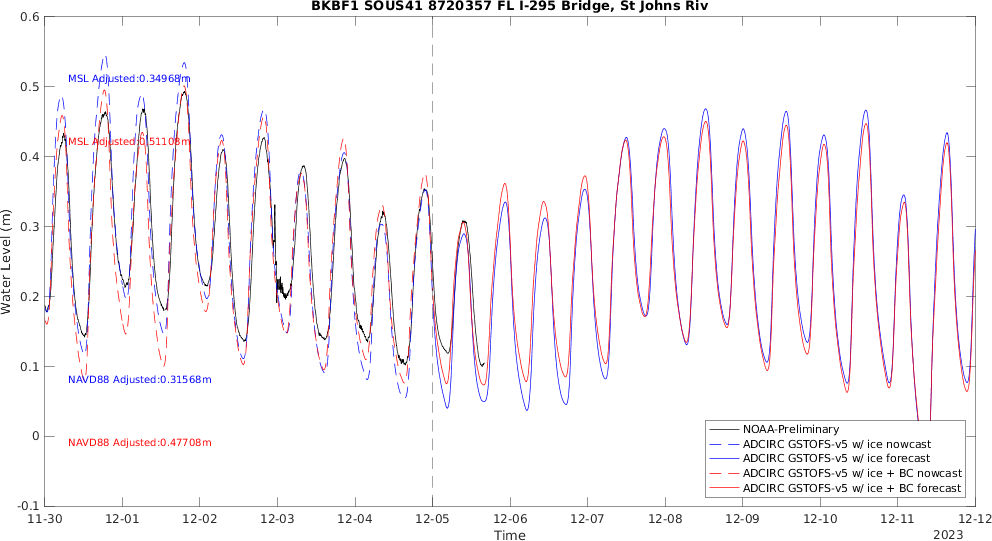 BKBF1 SOUS41 8720357 FL I-295 Bridge, St Johns Riv
0.6
0.5
0.4
0.3
0.2
0.1
0
-0.1
Water Level (m)
MSL Adjusted:0.34968m
MSL Adjusted:0.51108m
NAVD88 Adjusted:0.31568m
NAVD88 Adjusted:0.47708m
NOAA-Preliminary
ADCIRC GSTOFS-v5 w/ ice nowcast
ADCIRC GSTOFS-v5 w/ ice forecast
ADCIRC GSTOFS-v5 w/ ice + BC nowcast
ADCIRC GSTOFS-v5 w/ ice + BC forecast
11-30 12-01 12-02 12-03 12-04 12-05 12-06 12-07 12-08 12-09 12-10 12-11 12-12
Time
2023